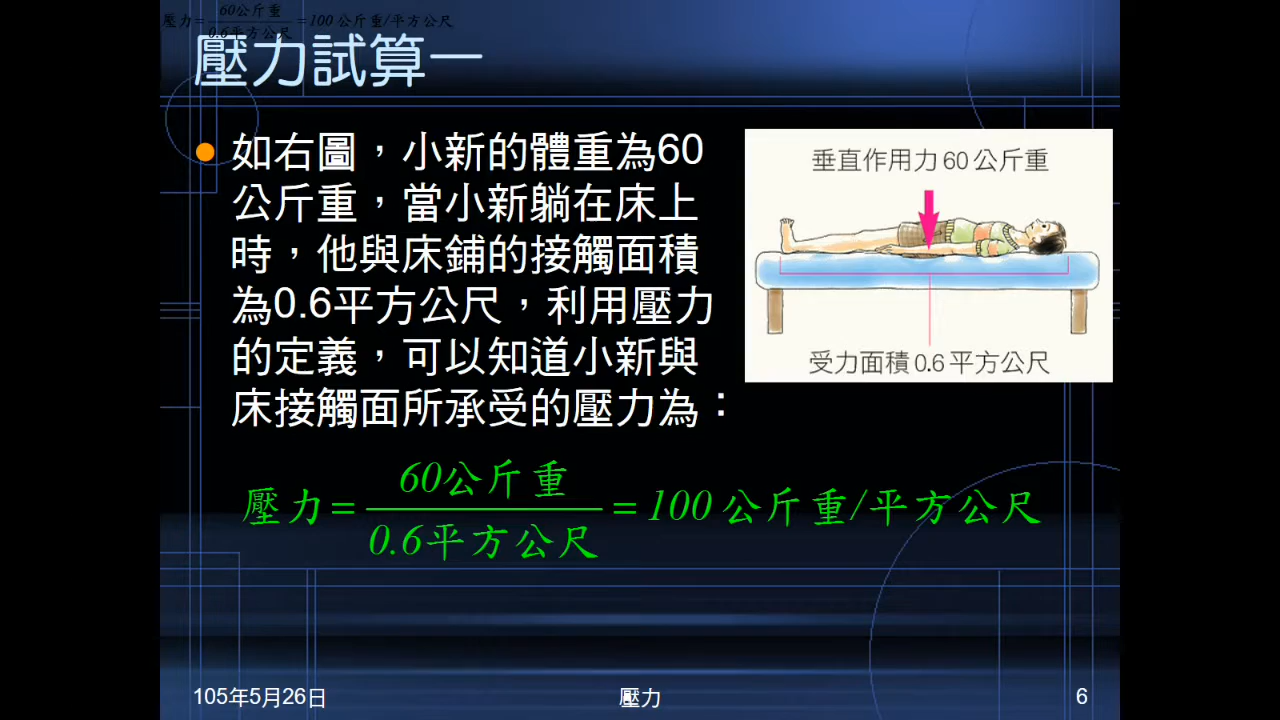 壓力=60公斤重/0.6平方公尺=100公斤重/平方公尺
壓力試算一
如右圖，小新的體重為60
公斤重，當小新躺在床上
時，他與床鋪的接觸面積
為0.6平方公尺，利用壓力
的定義，可以知道小新與
床接觸面所承受的壓力為：
垂直作用力60公斤重
受力面積0.6平方公尺
壓力=60公斤重/0.6平方公尺=100公斤重/平方公尺
105年5月26日
壓力
6